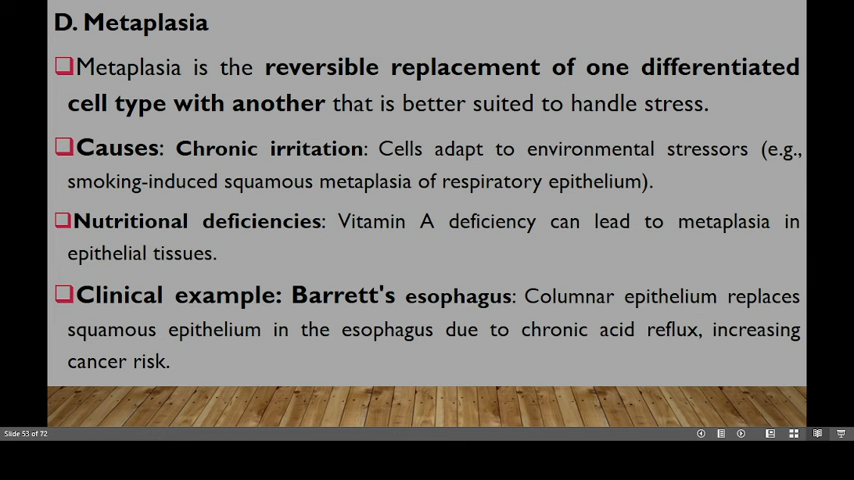 D. Metaplasia
Metaplasia is the reversible replacement of one differentiated
cell type with another that is better suited to handle stress.
Causes: Chronic irritation: Cells adapt to environmental stressors (e.g.,
smoking-induced squamous metaplasia of respiratory epithelium).
Nutritional deficiencies: Vitamin A deficiency can lead to metaplasia in
epithelial tissues.
Clinical example: Barrett's esophagus: Columnar epithelium replaces
squamous epithelium in the esophagus due to chronic acid reflux, increasing
cancer risk.
Slide 53 of 72